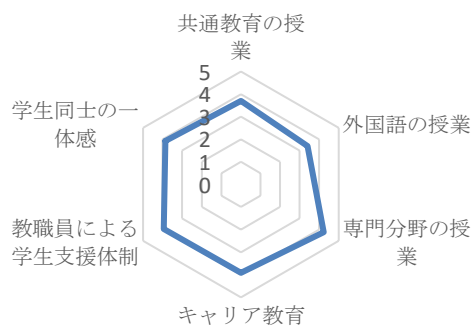 共通教育の授
業
5
4
3
2
1
0
外国語の授業
専門分野の授
業
キャリア教育
教職員による
学生支援体制
学生同士の一
体感